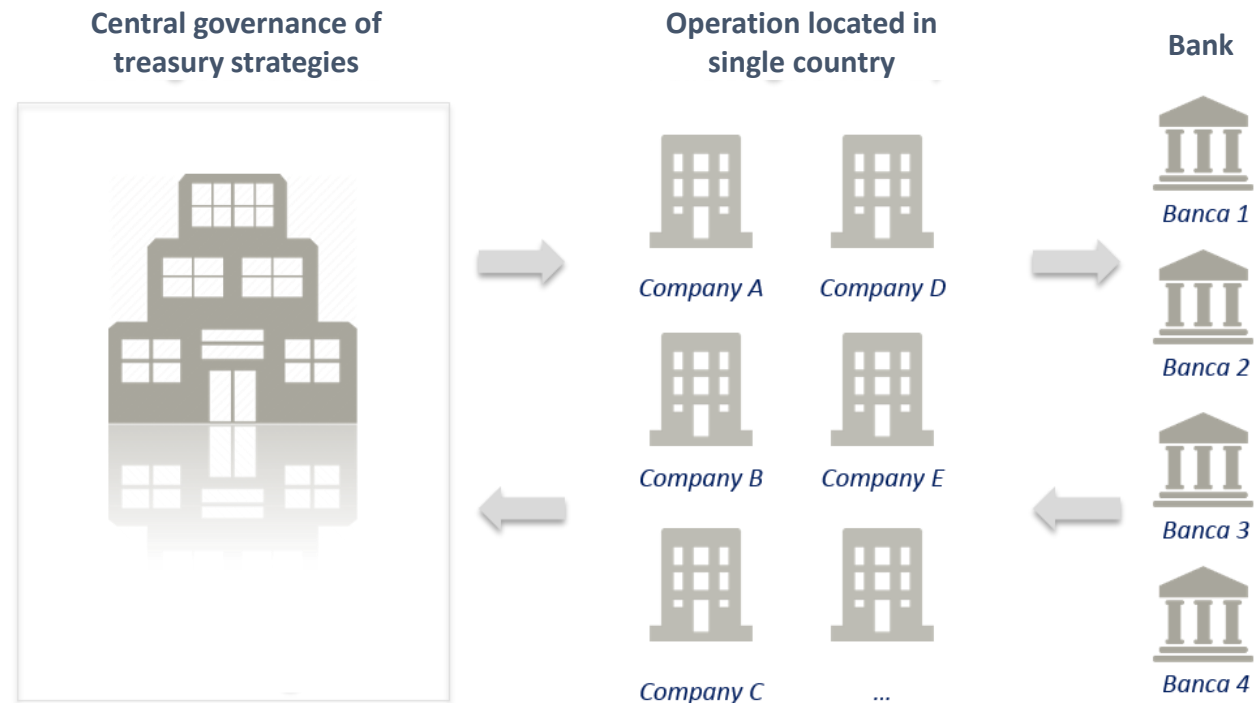 Central governance of
treasury strategies
Operation located in
single country
Bank
Company A
Company D
Company B
Company E
Company C
...
Banca 1
Banca 2
Banca 3
Banca 4